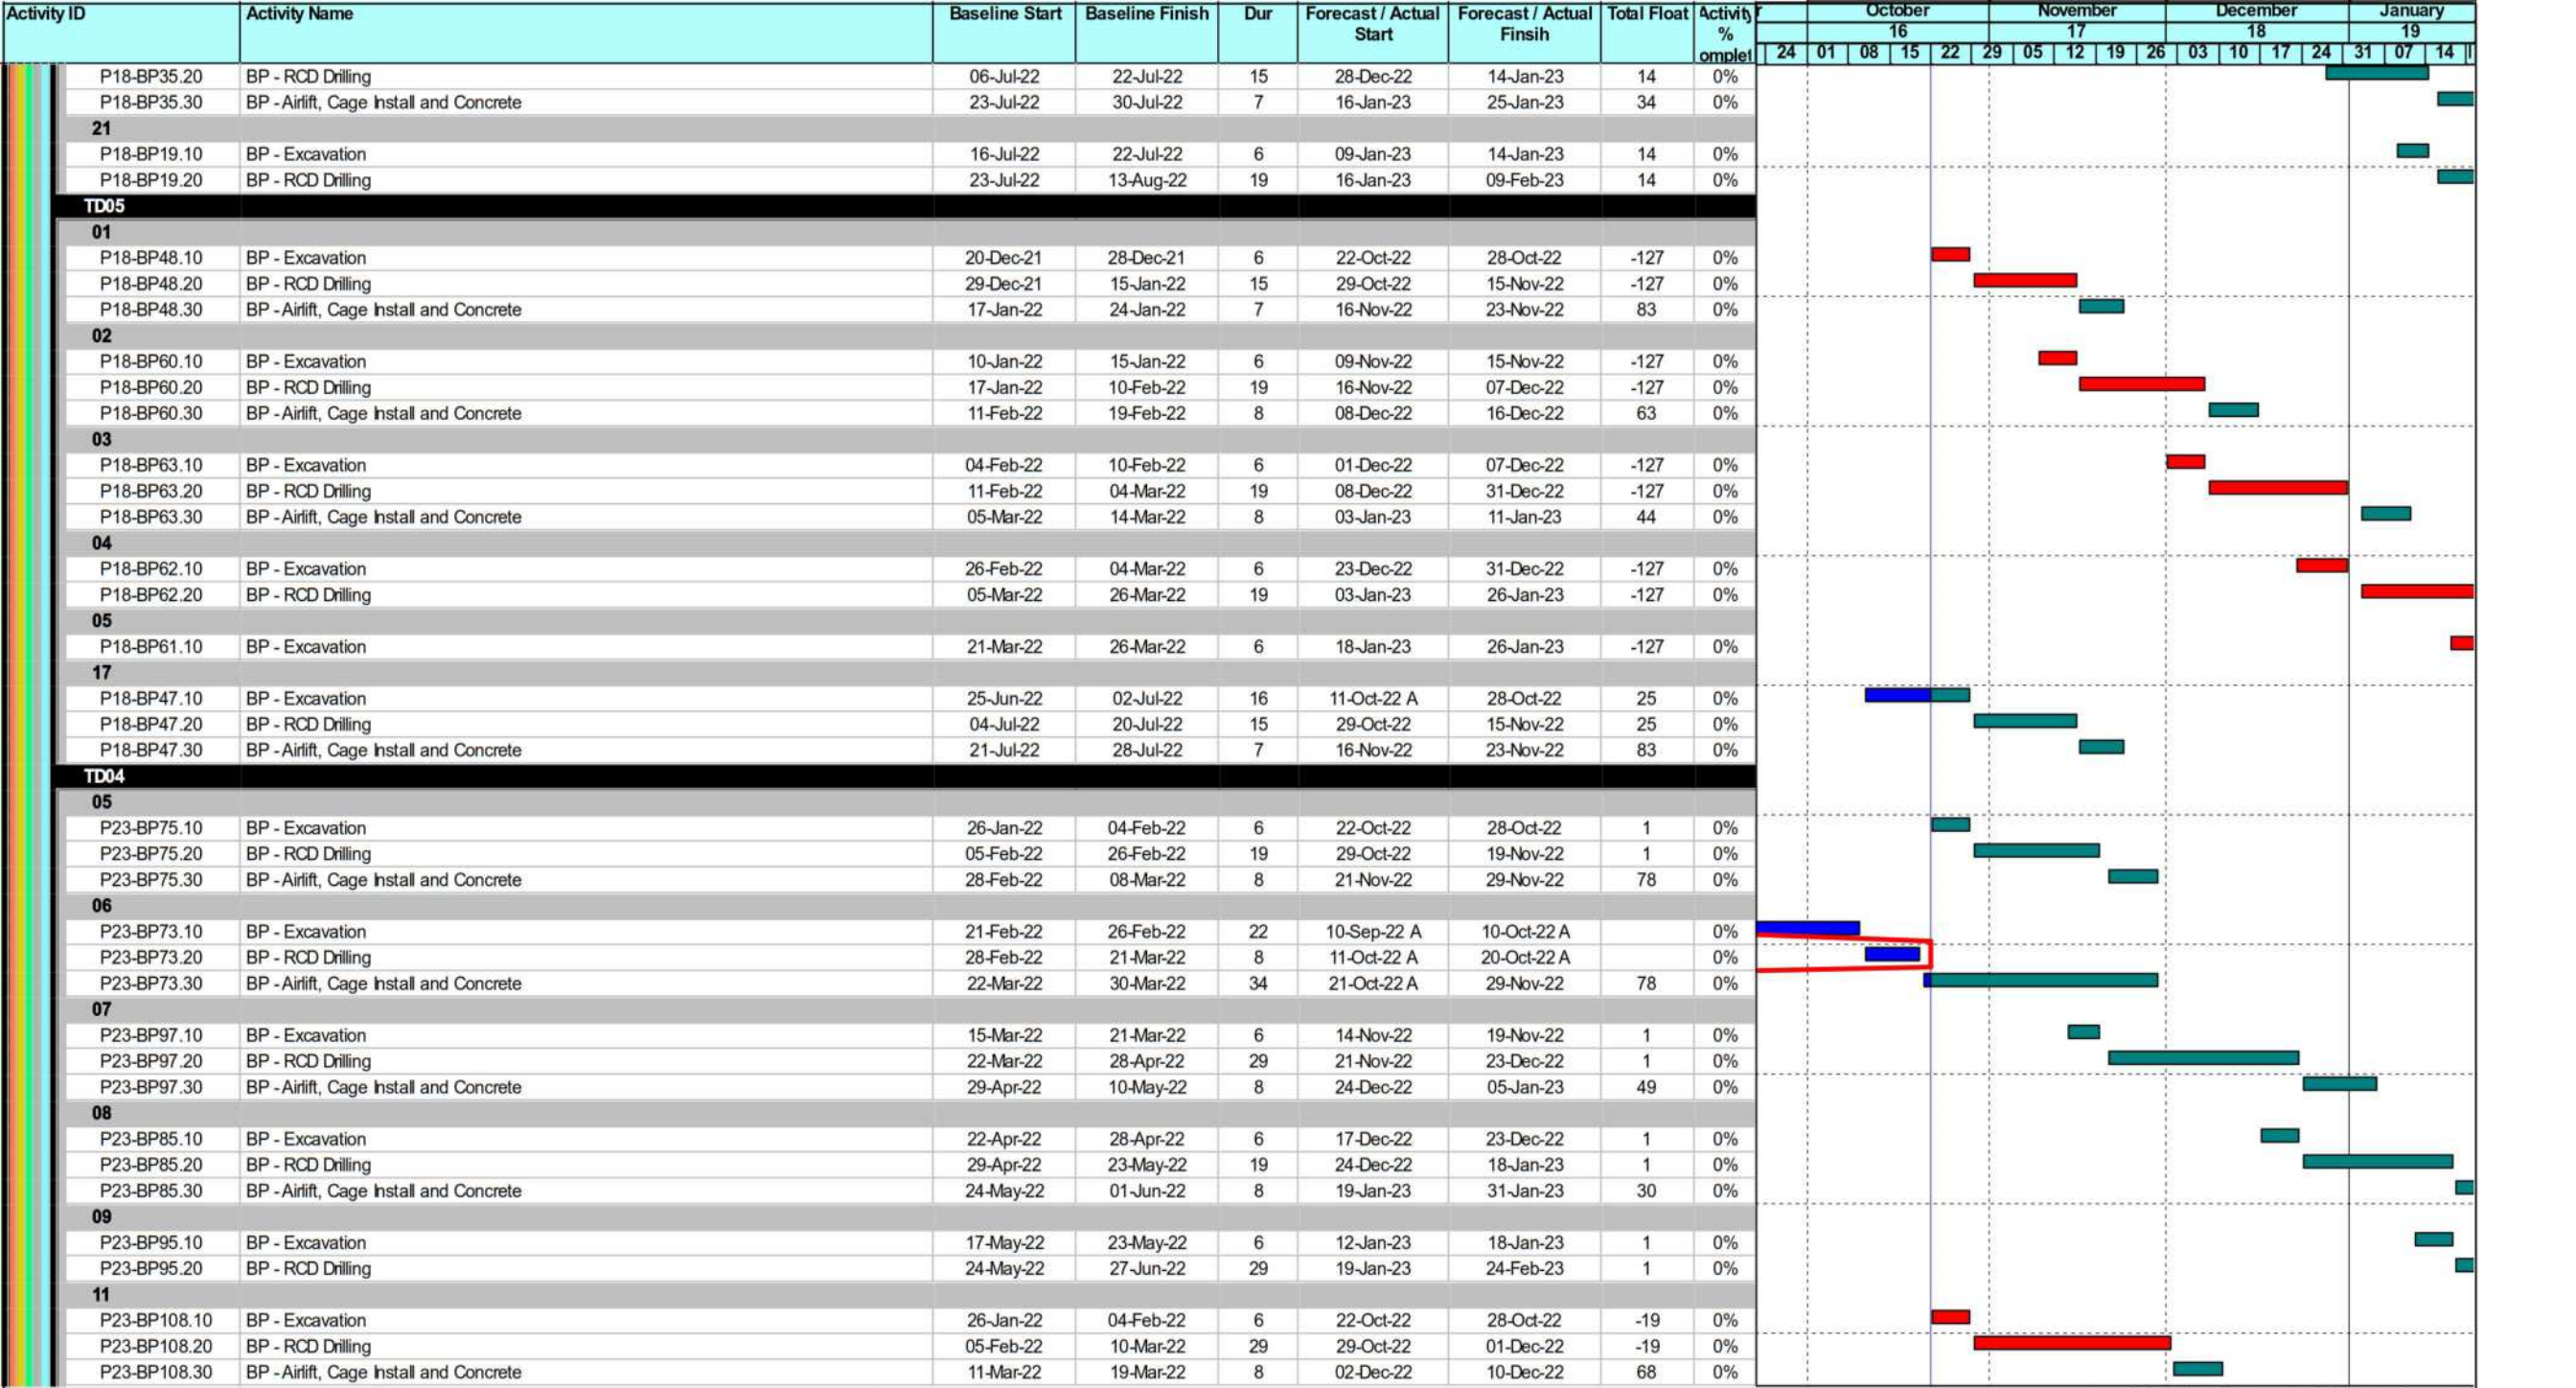 Activity ID Activity Name Baseline Start Baseline Finish Dur Forecast / Actual Start Forecast / Actual Finsih Total Float Activity % omplet r October November December January
16 17 18 19
24 01 08 15 22 29 05 12 19 26 03 10 17 24 31 07 14
P18-BP35.20 BP - RCD Drilling 06-Jul-22 22-Jul-22 15 28-Dec-22 14-Jan-23 14 0%
P18-BP35.30 BP - Airlift, Cage Install and Concrete 23-Jul-22 30-Jul-22 7 16-Jan-23 25-Jan-23 34 0%
21
P18-BP19.10 BP - Excavation 16-Jul-22 22-Jul-22 6 09-Jan-23 14-Jan-23 14 0%
P18-BP19.20 BP - RCD Drilling 23-Jul-22 13-Aug-22 19 16-Jan-23 09-Feb-23 14 0%
TD05
01
P18-BP48.10 BP - Excavation 20-Dec-21 28-Dec-21 6 22-Oct-22 28-Oct-22 -127 0%
P18-BP48.20 BP - RCD Drilling 29-Dec-21 15-Jan-22 15 29-Oct-22 15-Nov-22 -127 0%
P18-BP48.30 BP - Airlift, Cage Install and Concrete 17-Jan-22 24-Jan-22 7 16-Nov-22 23-Nov-22 83 0%
02
P18-BP60.10 BP - Excavation 10-Jan-22 15-Jan-22 6 09-Nov-22 15-Nov-22 -127 0%
P18-BP60.20 BP - RCD Drilling 17-Jan-22 10-Feb-22 19 16-Nov-22 07-Dec-22 -127 0%
P18-BP60.30 BP - Airlift, Cage Install and Concrete 11-Feb-22 19-Feb-22 8 08-Dec-22 16-Dec-22 63 0%
03
P18-BP63.10 BP - Excavation 04-Feb-22 10-Feb-22 6 01-Dec-22 07-Dec-22 -127 0%
P18-BP63.20 BP - RCD Drilling 11-Feb-22 04-Mar-22 19 08-Dec-22 31-Dec-22 -127 0%
P18-BP63.30 BP - Airlift, Cage Install and Concrete 05-Mar-22 14-Mar-22 8 03-Jan-23 11-Jan-23 44 0%
04
P18-BP62.10 BP - Excavation 26-Feb-22 04-Mar-22 6 23-Dec-22 31-Dec-22 -127 0%
P18-BP62.20 BP - RCD Drilling 05-Mar-22 26-Mar-22 19 03-Jan-23 26-Jan-23 -127 0%
05
P18-BP61.10 BP - Excavation 21-Mar-22 26-Mar-22 6 18-Jan-23 26-Jan-23 -127 0%
17
P18-BP47.10 BP - Excavation 25-Jun-22 02-Jul-22 16 11-Oct-22 A 28-Oct-22 25 0%
P18-BP47.20 BP - RCD Drilling 04-Jul-22 20-Jul-22 15 29-Oct-22 15-Nov-22 25 0%
P18-BP47.30 BP - Airlift, Cage Install and Concrete 21-Jul-22 28-Jul-22 7 16-Nov-22 23-Nov-22 83 0%
TD04
05
P23-BP75.10 BP - Excavation 26-Jan-22 04-Feb-22 6 22-Oct-22 28-Oct-22 1 0%
P23-BP75.20 BP - RCD Drilling 05-Feb-22 26-Feb-22 19 29-Oct-22 19-Nov-22 1 0%
P23-BP75.30 BP - Airlift, Cage Install and Concrete 28-Feb-22 08-Mar-22 8 21-Nov-22 29-Nov-22 78 0%
06
P23-BP73.10 BP - Excavation 21-Feb-22 26-Feb-22 22 10-Sep-22 A 10-Oct-22 A 0%
P23-BP73.20 BP - RCD Drilling 28-Feb-22 21-Mar-22 8 11-Oct-22 A 20-Oct-22 A 0%
P23-BP73.30 BP - Airlift, Cage Install and Concrete 22-Mar-22 30-Mar-22 34 21-Oct-22 A 29-Nov-22 78 0%
07
P23-BP97.10 BP - Excavation 15-Mar-22 21-Mar-22 6 14-Nov-22 19-Nov-22 1 0%
P23-BP97.20 BP - RCD Drilling 22-Mar-22 28-Apr-22 29 21-Nov-22 23-Dec-22 1 0%
P23-BP97.30 BP - Airlift, Cage Install and Concrete 29-Apr-22 10-May-22 8 24-Dec-22 05-Jan-23 49 0%
08
P23-BP85.10 BP - Excavation 22-Apr-22 28-Apr-22 6 17-Dec-22 23-Dec-22 1 0%
P23-BP85.20 BP - RCD Drilling 29-Apr-22 23-May-22 19 24-Dec-22 18-Jan-23 1 0%
P23-BP85.30 BP - Airlift, Cage Install and Concrete 24-May-22 01-Jun-22 8 19-Jan-23 31-Jan-23 30 0%
09
P23-BP95.10 BP - Excavation 17-May-22 23-May-22 6 12-Jan-23 18-Jan-23 1 0%
P23-BP95.20 BP - RCD Drilling 24-May-22 27-Jun-22 29 19-Jan-23 24-Feb-23 1 0%
11
P23-BP108.10 BP - Excavation 26-Jan-22 04-Feb-22 6 22-Oct-22 28-Oct-22 -19 0%
P23-BP108.20 BP - RCD Drilling 05-Feb-22 10-Mar-22 29 29-Oct-22 01-Dec-22 -19 0%
P23-BP108.30 BP - Airlift, Cage Install and Concrete 11-Mar-22 19-Mar-22 8 02-Dec-22 10-Dec-22 68 0%